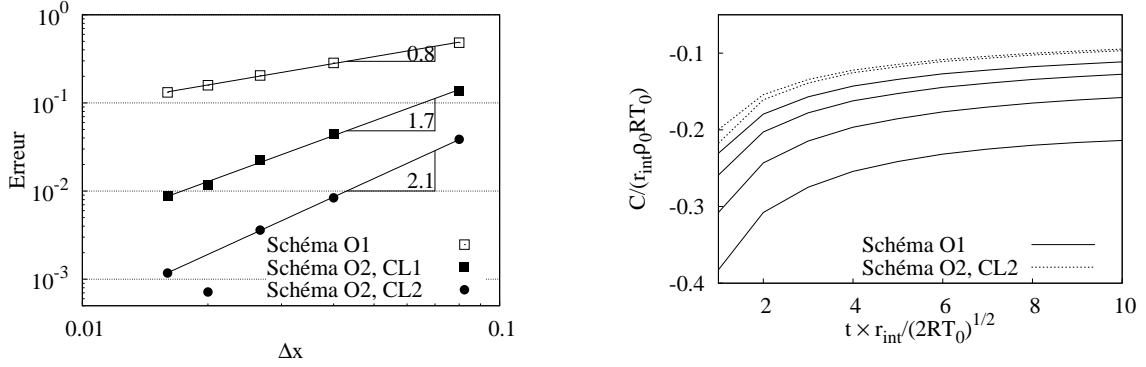 10^0
10^-1
10^-2
10^-3
Erreur
0.8
1.7
2.1
Schéma O1
Schéma O2, CL1
Schéma O2, CL2
0.01
0.1
Δx
-0.1
-0.2
-0.3
-0.4
C/(r_int ρ_0 RT_0)
Schéma O1
Schéma O2, CL2
2 4 6 8 10
t × r_int/(2RT_0)^1/2